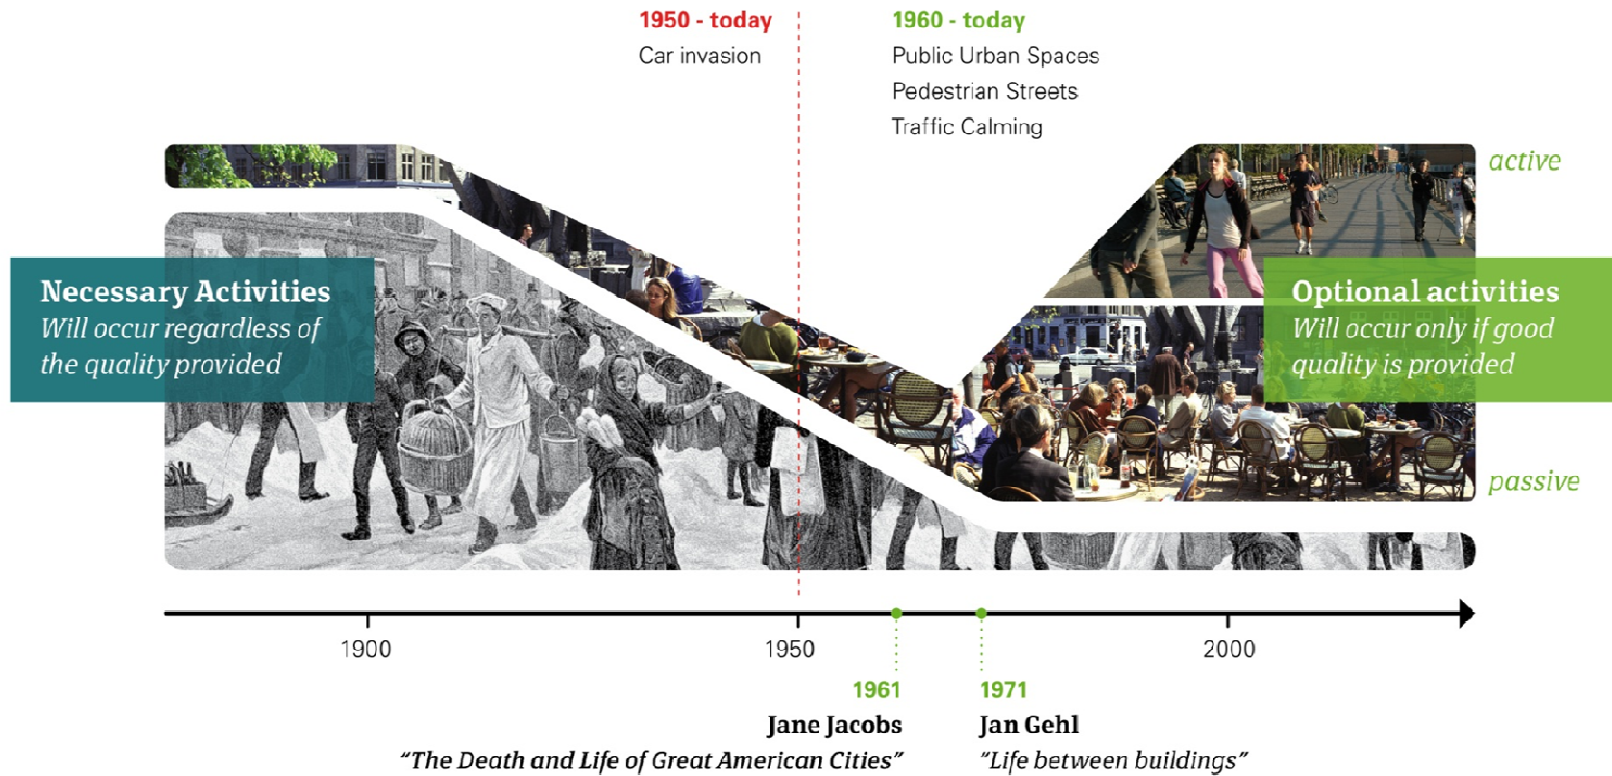 1950 - today
Car invasion
1960 - today
Public Urban Spaces
Pedestrian Streets
Traffic Calming
active
Necessary Activities
Will occur regardless of
the quality provided
Optional activities
Will occur only if good
quality is provided
passive
1900
1950
2000
1961
Jane Jacobs
"The Death and Life of Great American Cities"
1971
Jan Gehl
"Life between buildings"